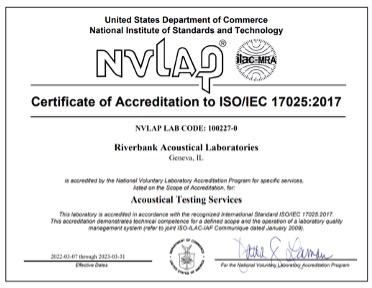 United States Department of Commerce
National Institute of Standards and Technology
NVLAP®
ilac-MRA
Certificate of Accreditation to ISO/IEC 17025:2017
NVLAP LAB CODE: 100227-0
Riverbank Acoustical Laboratories
Geneva, IL
is accredited by the National Voluntary Laboratory Accreditation Program for specific services,
listed on the Scope of Accreditation, for:
Acoustical Testing Services
This laboratory is accredited in accordance with the recognized International Standard ISO/IEC 17025:2017.
This accreditation demonstrates technical competence for a defined scope and the operation of a laboratory quality
management system (refer to joint ISO-ILAC-IAF Communique dated January 2009).
2022-03-07 through 2023-03-31
Effective Dates
For the National Voluntary Laboratory Accreditation Program